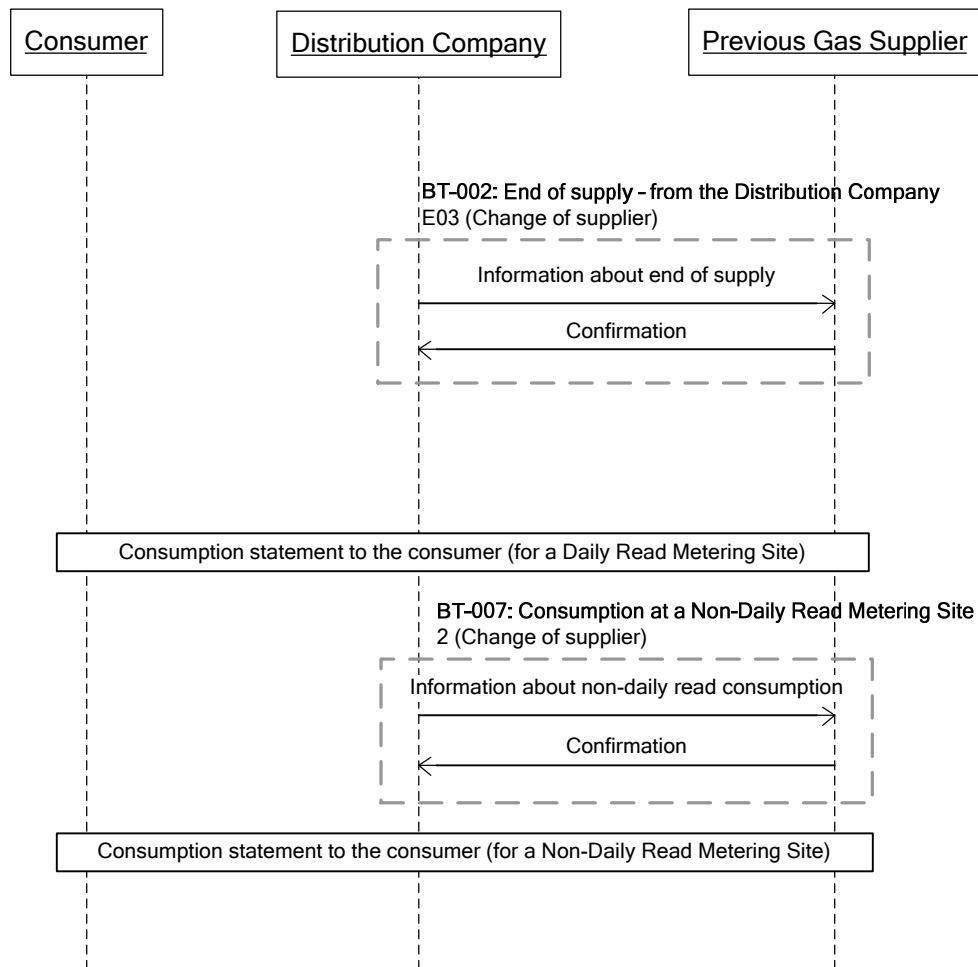 Consumer
Distribution Company
Previous Gas Supplier
BT-002: End of supply - from the Distribution Company
E03 (Change of supplier)
Information about end of supply
Confirmation
Consumption statement to the consumer (for a Daily Read Metering Site)
BT-007: Consumption at a Non-Daily Read Metering Site
2 (Change of supplier)
Information about non-daily read consumption
Confirmation
Consumption statement to the consumer (for a Non-Daily Read Metering Site)